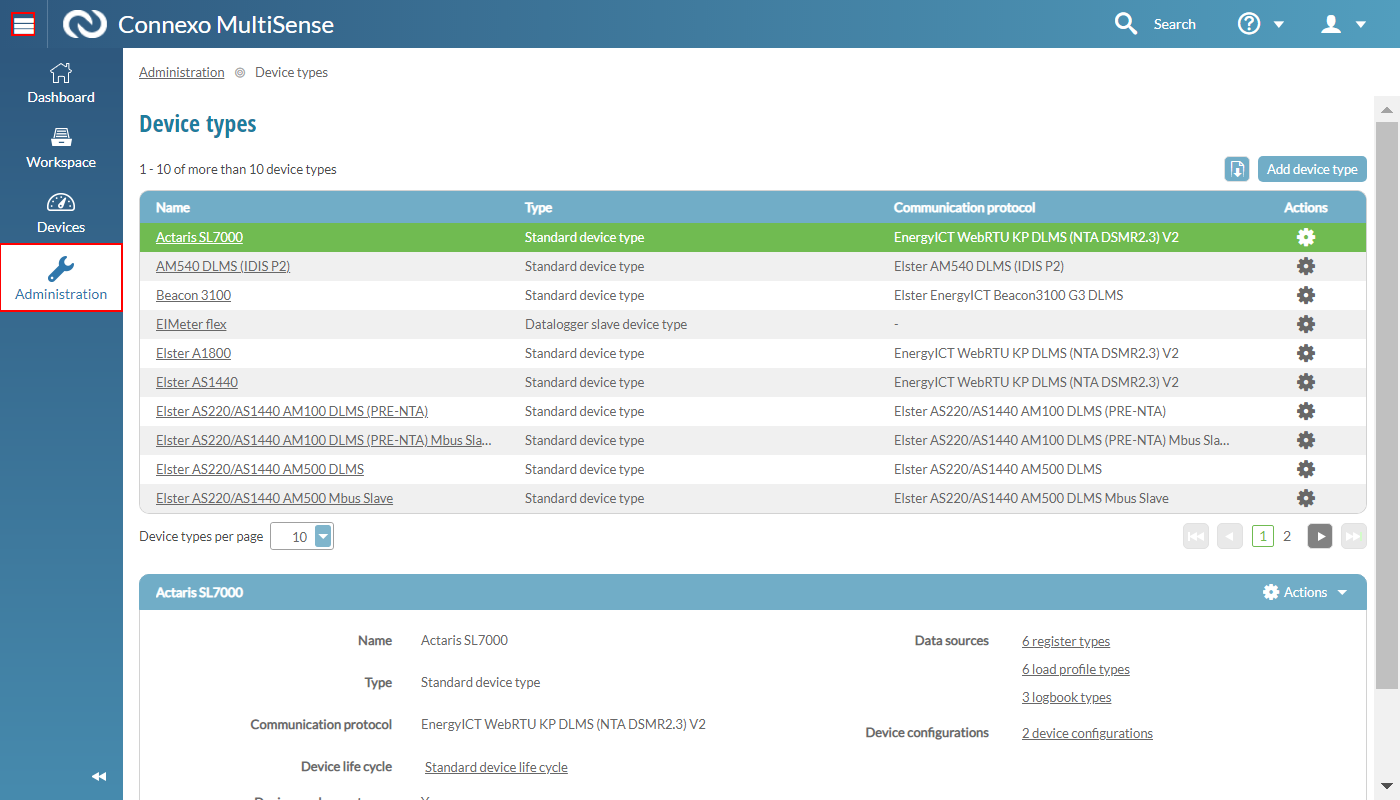 Connexo MultiSense
Search
Dashboard
Workspace
Devices
Administration
Administration Device types
Device types
1 - 10 of more than 10 device types
Add device type
Name Type Communication protocol Actions
Actaris SL7000 Standard device type EnergyICT WebRTU KP DLMS (NTA DSMR2.3) V2
AM540 DLMS (IDIS P2) Standard device type Elster AM540 DLMS (IDIS P2)
Beacon 3100 Standard device type Elster EnergyICT Beacon3100 G3 DLMS
EIMeter flex Datalogger slave device type -
Elster A1800 Standard device type EnergyICT WebRTU KP DLMS (NTA DSMR2.3) V2
Elster AS1440 Standard device type EnergyICT WebRTU KP DLMS (NTA DSMR2.3) V2
Elster AS220/AS1440 AM100 DLMS (PRE-NTA) Standard device type Elster AS220/AS1440 AM100 DLMS (PRE-NTA)
Elster AS220/AS1440 AM100 DLMS (PRE-NTA) Mbus Sla... Standard device type Elster AS220/AS1440 AM100 DLMS (PRE-NTA) Mbus Sla...
Elster AS220/AS1440 AM500 DLMS Standard device type Elster AS220/AS1440 AM500 DLMS
Elster AS220/AS1440 AM500 Mbus Slave Standard device type Elster AS220/AS1440 AM500 DLMS Mbus Slave
Device types per page 10 1 2
Actaris SL7000 Actions
Name Actaris SL7000 Data sources 6 register types
6 load profile types
Type Standard device type
3 logbook types
Communication protocol EnergyICT WebRTU KP DLMS (NTA DSMR2.3) V2
Device configurations 2 device configurations
Device life cycle Standard device life cycle